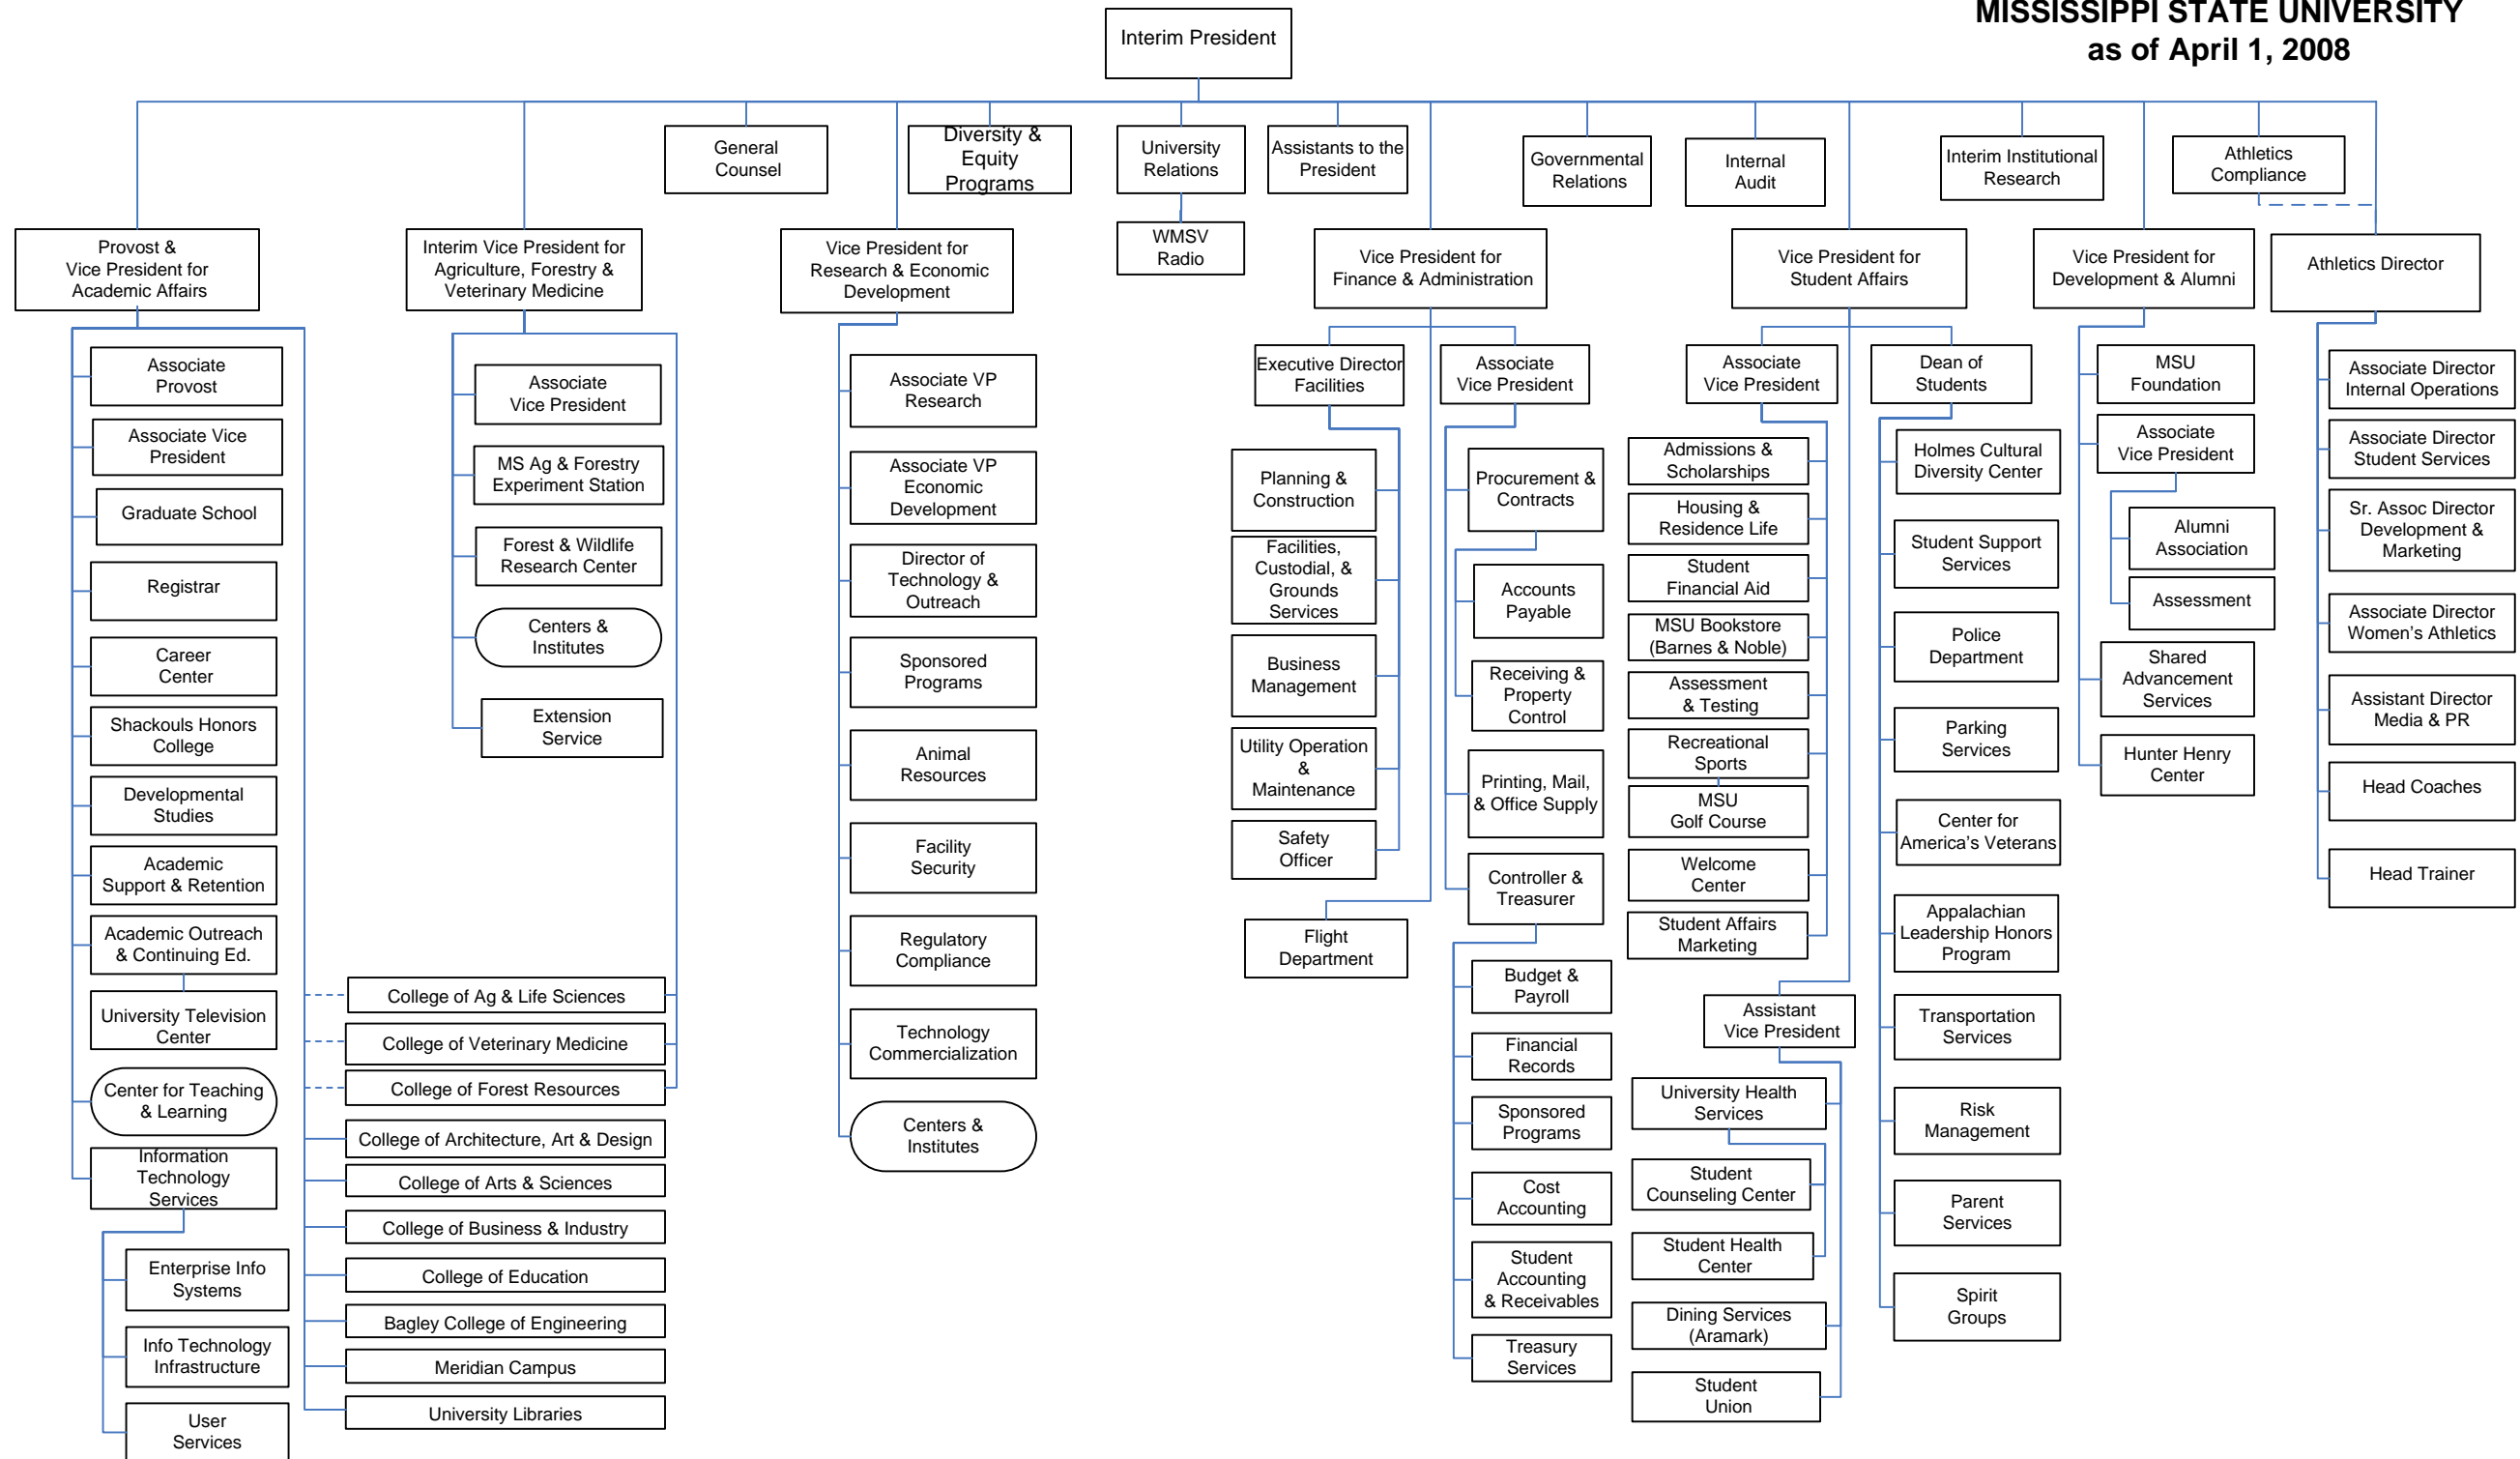 MISSISSIPPI STATE UNIVERSITY
as of April 1, 2008
Interim President
General
Counsel
Diversity &
Equity
Programs
University
Relations
Assistants to the
President
Governmental
Relations
Internal
Audit
Interim Institutional
Research
Athletics
Compliance
WMSV
Radio
Provost &
Vice President for
Academic Affairs
Interim Vice President for
Agriculture, Forestry &
Veterinary Medicine
Vice President for
Research & Economic
Development
Vice President for
Finance & Administration
Vice President for
Student Affairs
Vice President for
Development & Alumni
Athletics Director
Associate
Provost
Associate Vice
President
Graduate School
Registrar
Career
Center
Shackouls Honors
College
Developmental
Studies
Academic
Support & Retention
Academic Outreach
& Continuing Ed.
University Television
Center
Center for Teaching
& Learning
Information
Technology
Services
Enterprise Info
Systems
Info Technology
Infrastructure
User
Services
Associate
Vice President
MS Ag & Forestry
Experiment Station
Forest & Wildlife
Research Center
Centers &
Institutes
Extension
Service
College of Ag & Life Sciences
College of Veterinary Medicine
College of Forest Resources
College of Architecture, Art & Design
College of Arts & Sciences
College of Business & Industry
College of Education
Bagley College of Engineering
Meridian Campus
University Libraries
Associate VP
Research
Associate VP
Economic
Development
Director of
Technology &
Outreach
Sponsored
Programs
Animal
Resources
Facility
Security
Regulatory
Compliance
Technology
Commercialization
Centers &
Institutes
Executive Director
Facilities
Planning &
Construction
Facilities,
Custodial, &
Grounds
Services
Business
Management
Utility Operation
&
Maintenance
Safety
Officer
Flight
Department
Associate
Vice President
Procurement &
Contracts
Accounts
Payable
Receiving &
Property
Control
Printing, Mail,
& Office Supply
Controller &
Treasurer
Budget &
Payroll
Financial
Records
Sponsored
Programs
Cost
Accounting
Student
Accounting
& Receivables
Treasury
Services
Associate
Vice President
Admissions &
Scholarships
Housing &
Residence Life
Student
Financial Aid
MSU Bookstore
(Barnes & Noble)
Assessment
& Testing
Recreational
Sports
MSU
Golf Course
Welcome
Center
Student Affairs
Marketing
Assistant
Vice President
University Health
Services
Student
Counseling Center
Student Health
Center
Dining Services
(Aramark)
Student
Union
Dean of
Students
Holmes Cultural
Diversity Center
Student Support
Services
Police
Department
Parking
Services
Center for
America's Veterans
Appalachian
Leadership Honors
Program
Transportation
Services
Risk
Management
Parent
Services
Spirit
Groups
MSU
Foundation
Associate
Vice President
Alumni
Association
Assessment
Shared
Advancement
Services
Hunter Henry
Center
Associate Director
Internal Operations
Associate Director
Student Services
Sr. Assoc Director
Development &
Marketing
Associate Director
Women's Athletics
Assistant Director
Media & PR
Head Coaches
Head Trainer